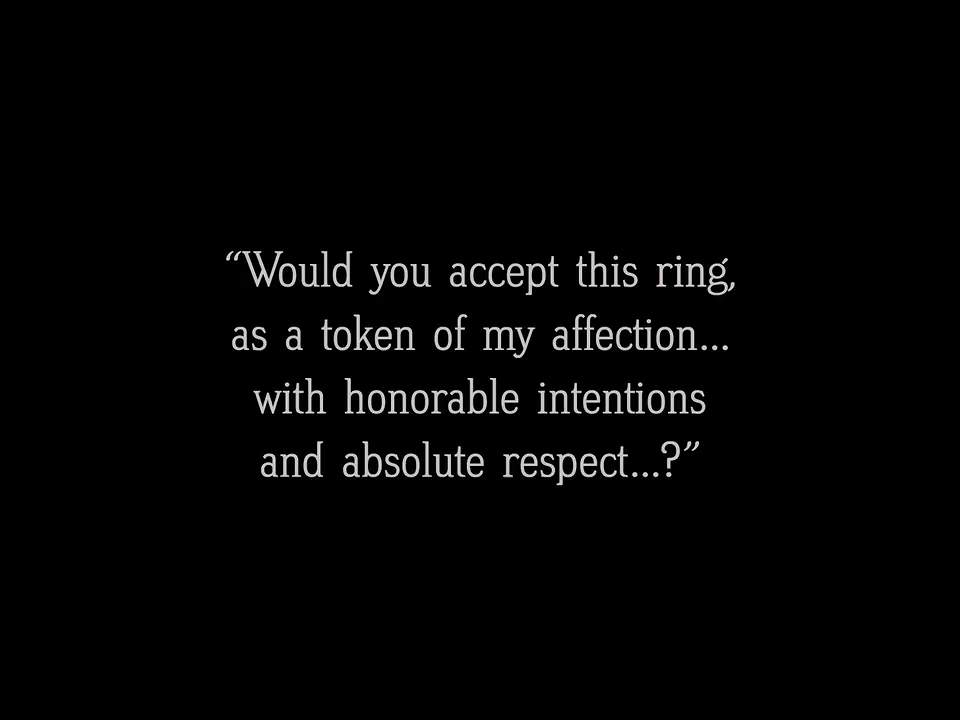 “Would you accept this ring,
as a token of my affection...
with honorable intentions
and absolute respect...?”